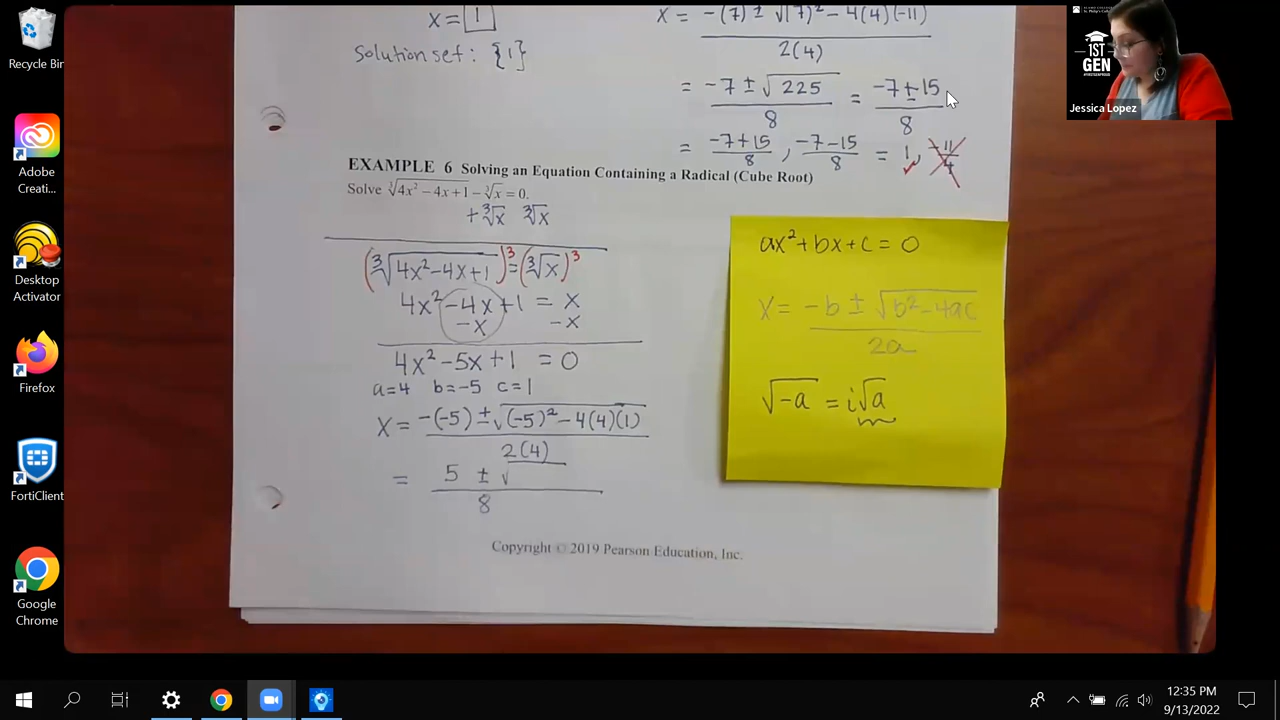 Recycle Bin
Adobe
Creati...
Desktop
Activator
Firefox
FortiClient
Google
Chrome
x = 1
Solution set: {1}
x = -(7) ± √(7)² - 4(4)(-11)
2(4)
= -7 ± √225 / 8 = -7 ± 15 / 8
= -7+15 / 8 , -7-15 / 8 = 1, -11/4
EXAMPLE 6 Solving an Equation Containing a Radical (Cube Root)
Solve ∛4x² - 4x + 1 - ∛x = 0.
+∛x ∛x
(∛4x²-4x+1)³ = (∛x)³
4x² - 4x + 1 = x
-x -x
4x² - 5x + 1 = 0
a=4 b=-5 c=1
x = -(-5) ± √(-5)² - 4(4)(1)
2(4)
= 5 ± √
8
ax² + bx + c = 0
x = -b ± √b² - 4ac
2a
√-a = i√a
Copyright © 2019 Pearson Education, Inc.
1ST
GEN
Jessica Lopez
12:35 PM
9/13/2022